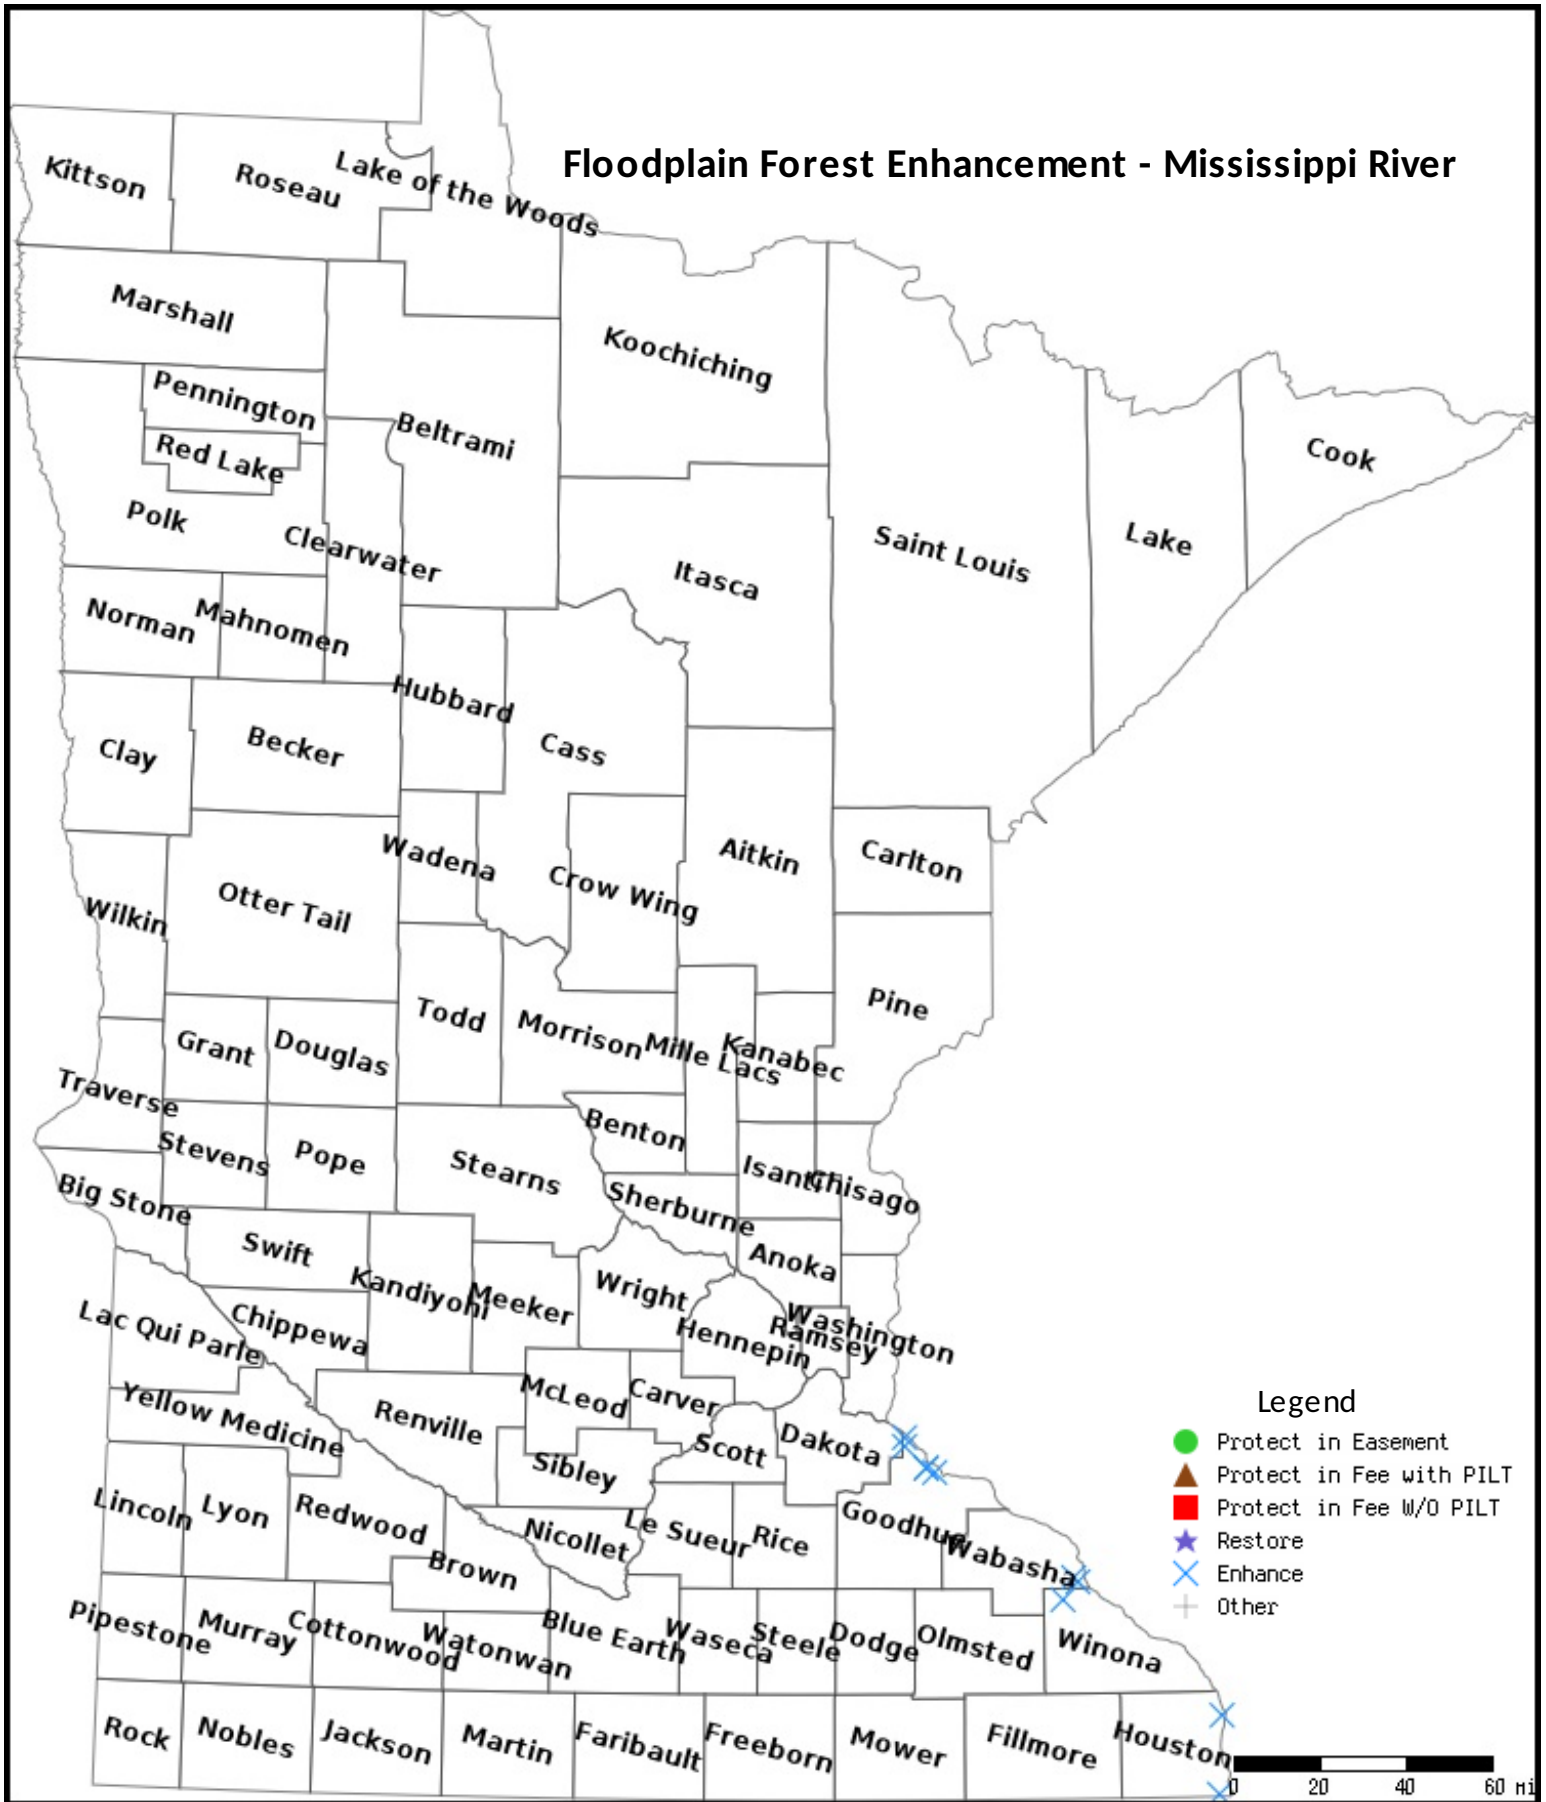 Floodplain Forest Enhancement - Mississippi River
Kittson
Roseau
Lake of the Woods
Marshall
Koochiching
Pennington
Beltrami
Red Lake
Cook
Polk
Clearwater
Saint Louis
Lake
Itasca
Norman
Mahnomen
Hubbard
Clay
Becker
Cass
Wadena
Aitkin
Carlton
Otter Tail
Crow Wing
Wilkin
Pine
Todd
Morrison
Grant
Douglas
Mille Lacs
Kanabec
Traverse
Benton
Stevens
Pope
Stearns
Isanti
Chisago
Big Stone
Sherburne
Swift
Anoka
Kandiyohi
Meeker
Wright
Washington
Ramsey
Hennepin
Lac Qui Parle
Chippewa
McLeod
Carver
Yellow Medicine
Renville
Scott
Dakota
Sibley
Legend
Protect in Easement
Protect in Fee with PILT
Protect in Fee W/O PILT
Restore
Enhance
Other
Lincoln
Lyon
Redwood
Nicollet
Le Sueur
Rice
Goodhue
Wabasha
Brown
Pipestone
Murray
Cottonwood
Watonwan
Blue Earth
Waseca
Steele
Dodge
Olmsted
Winona
Rock
Nobles
Jackson
Martin
Faribault
Freeborn
Mower
Fillmore
Houston
0 20 40 60 mi